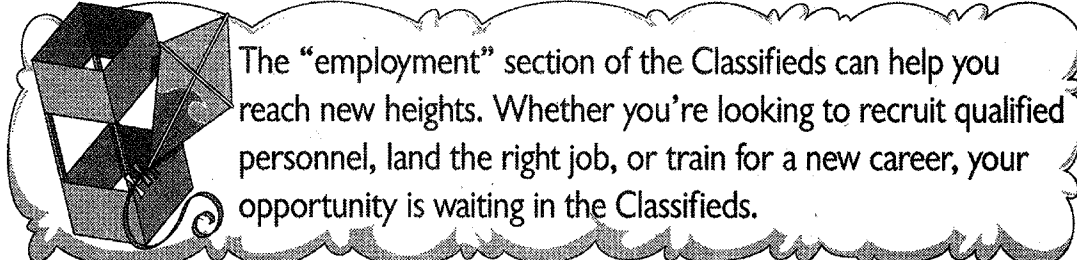 The “employment” section of the Classifieds can help you
reach new heights. Whether you’re looking to recruit qualified
personnel, land the right job, or train for a new career, your
opportunity is waiting in the Classifieds.